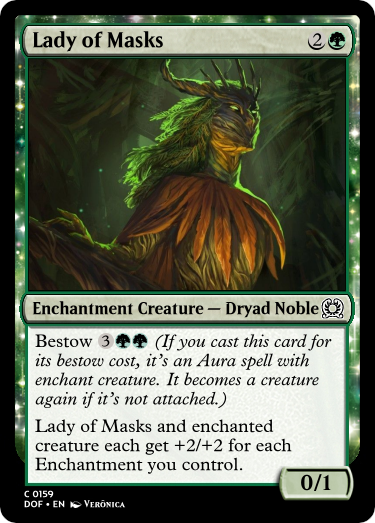 Lady of Masks 2
Enchantment Creature — Dryad Noble
Bestow 3 (If you cast this card for
its bestow cost, it's an Aura spell with
enchant creature. It becomes a creature
again if it's not attached.)
Lady of Masks and enchanted
creature each get +2/+2 for each
Enchantment you control.
0/1
C 0159
DOF • EN Verōnica